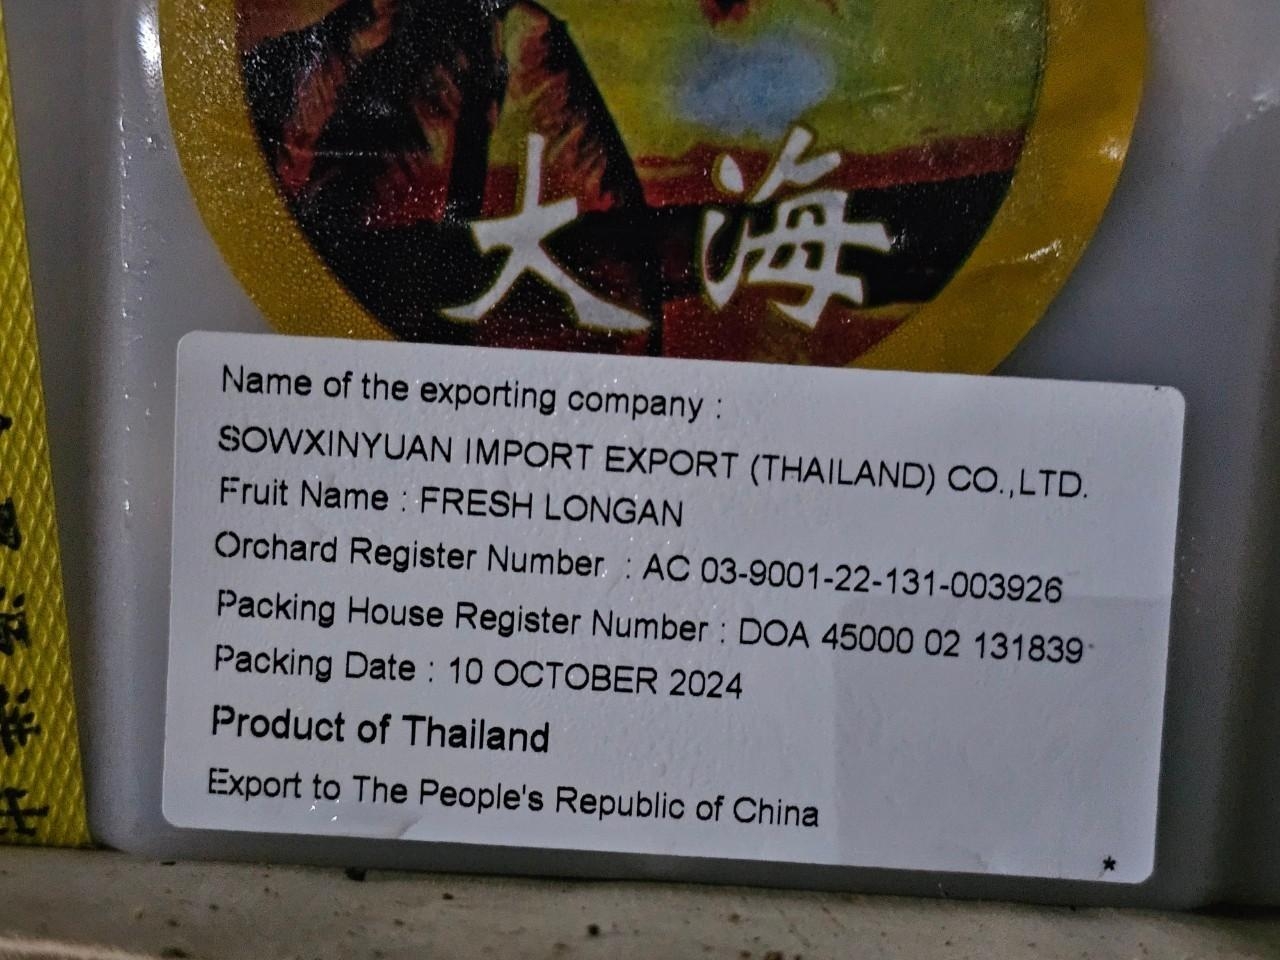 大海
Name of the exporting company :
SOWXINYUAN IMPORT EXPORT (THAILAND) CO.,LTD.
Fruit Name : FRESH LONGAN
Orchard Register Number : AC 03-9001-22-131-003926
Packing House Register Number : DOA 45000 02 131839
Packing Date : 10 OCTOBER 2024
Product of Thailand
Export to The People's Republic of China
*